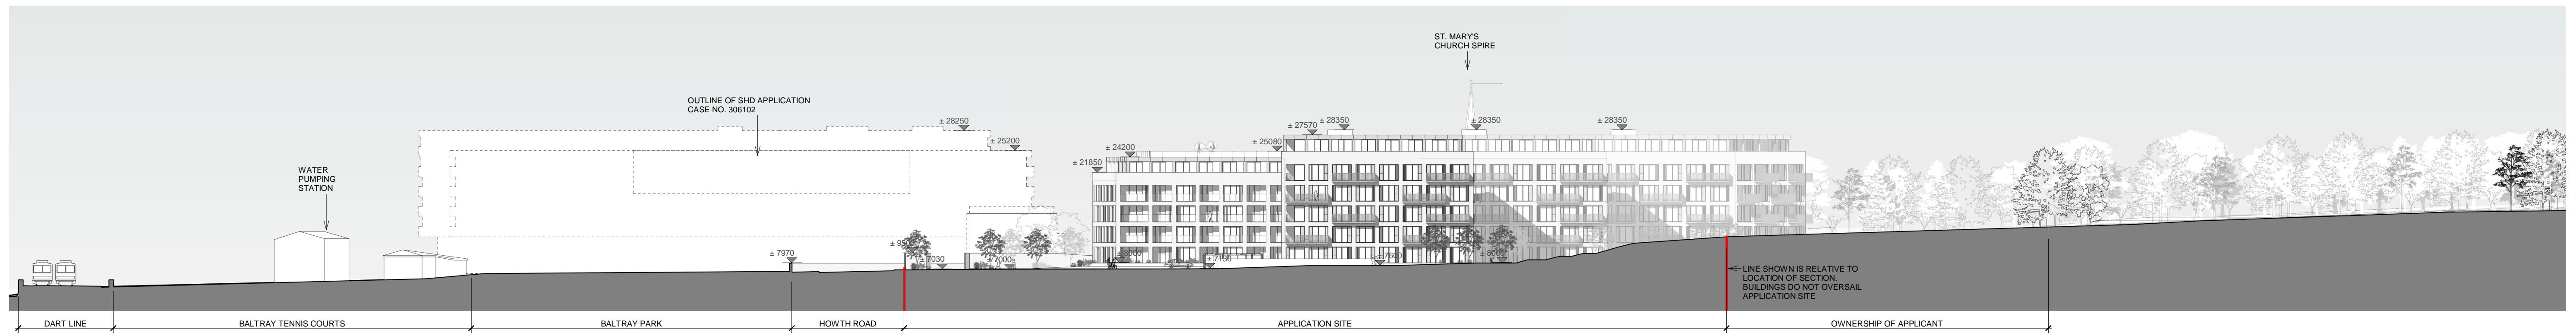 ST. MARY'S
CHURCH SPIRE
OUTLINE OF SHD APPLICATION
CASE NO. 306102
± 28250
± 28350
± 28350
± 28350
± 27570
± 25200
± 25080
± 24200
± 21850
WATER
PUMPING
STATION
± 7970
± 7030
± 7000
LINE SHOWN IS RELATIVE TO
LOCATION OF SECTION.
BUILDINGS DO NOT OVERSAIL
APPLICATION SITE
DART LINE
BALTRAY TENNIS COURTS
BALTRAY PARK
HOWTH ROAD
APPLICATION SITE
OWNERSHIP OF APPLICANT